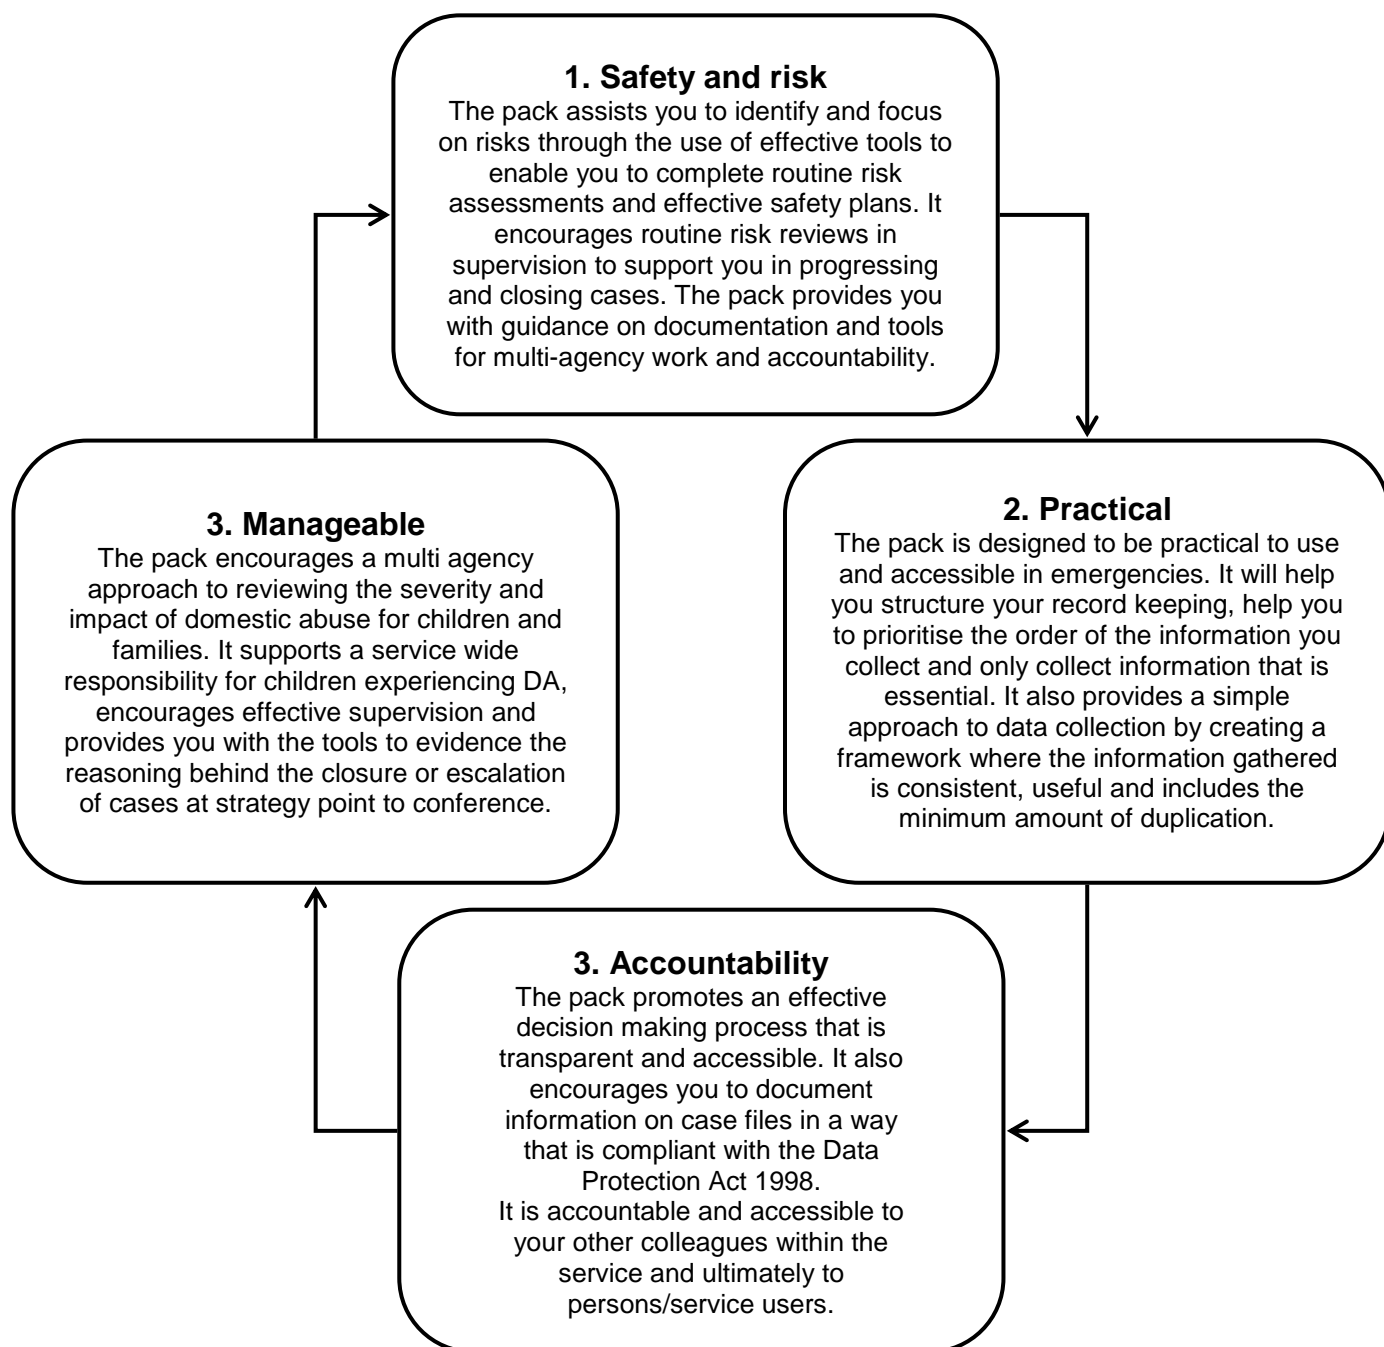 1. Safety and risk
The pack assists you to identify and focus
on risks through the use of effective tools to
enable you to complete routine risk
assessments and effective safety plans. It
encourages routine risk reviews in
supervision to support you in progressing
and closing cases. The pack provides you
with guidance on documentation and tools
for multi-agency work and accountability.
2. Practical
The pack is designed to be practical to use
and accessible in emergencies. It will help
you structure your record keeping, help you
to prioritise the order of the information you
collect and only collect information that is
essential. It also provides a simple
approach to data collection by creating a
framework where the information gathered
is consistent, useful and includes the
minimum amount of duplication.
3. Accountability
The pack promotes an effective
decision making process that is
transparent and accessible. It also
encourages you to document
information on case files in a way
that is compliant with the Data
Protection Act 1998.
It is accountable and accessible to
your other colleagues within the
service and ultimately to
persons/service users.
3. Manageable
The pack encourages a multi agency
approach to reviewing the severity and
impact of domestic abuse for children and
families. It supports a service wide
responsibility for children experiencing DA,
encourages effective supervision and
provides you with the tools to evidence the
reasoning behind the closure or escalation
of cases at strategy point to conference.